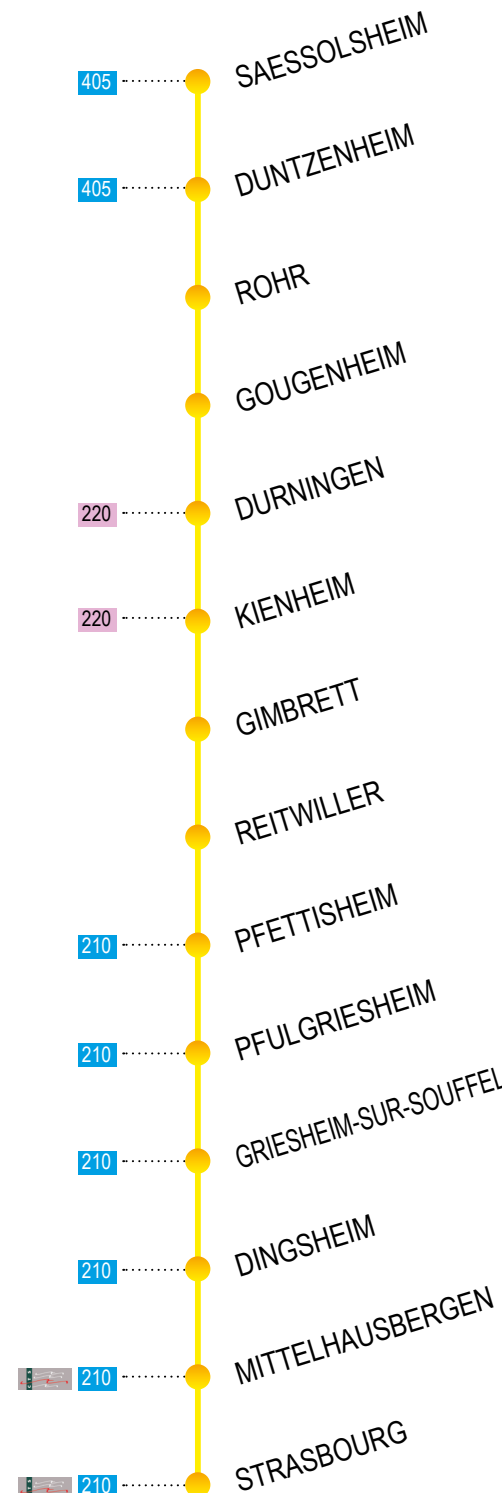 405 SAESSOLSHEIM
405 DUNTZENHEIM
ROHR
GOUGENHEIM
220 DURNINGEN
220 KIENHEIM
GIMBRETT
REITWILLER
210 PFETTISHEIM
210 PFULGRIESHEIM
210 GRIESHEIM-SUR-SOUFFEL
210 DINGSHEIM
210 MITTELHAUSBERGEN
210 STRASBOURG